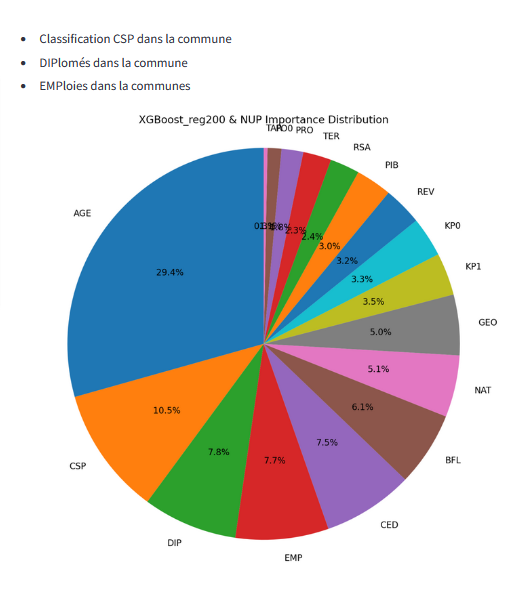 Classification CSP dans la commune
DIPlomés dans la commune
EMPloies dans la communes
XGBoost_reg200 & NUP Importance Distribution
PRO
TER
RSA
PIB
REV
KP0
KP1
GEO
NAT
BFL
CED
EMP
DIP
CSP
AGE
29.4%
10.5%
7.8%
7.7%
7.5%
6.1%
5.1%
5.0%
3.5%
3.3%
3.2%
3.0%
2.4%
2.3%